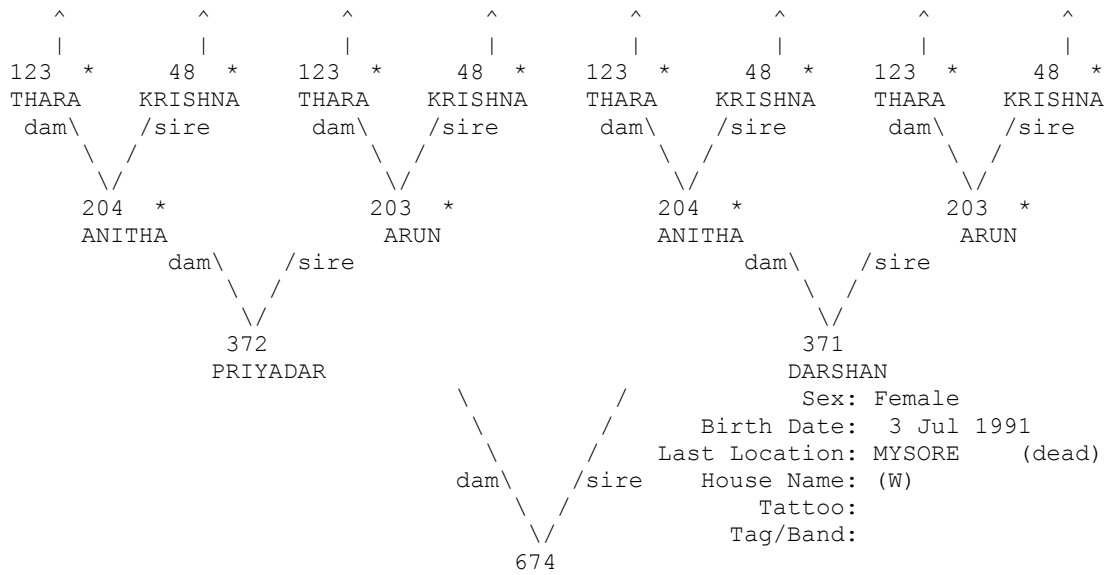 ^             ^             ^             ^             ^             ^             ^             ^
    |             |             |             |             |             |             |             |
123  *      48  *     123  *      48  *     123  *      48  *     123  *      48  *
THARA     KRISHNA     THARA     KRISHNA     THARA     KRISHNA     THARA     KRISHNA
dam\      /sire       dam\      /sire       dam\      /sire       dam\      /sire
\   /       \   /       \   /       \   /
\/          \/          \/          \/
204  *      203  *      204  *      203  *
ANITHA      ARUN        ANITHA      ARUN
dam\    /sire           dam\    /sire
\   /                   \   /
\/                      \/
372                     371
PRIYADAR                DARSHAN
\          /            Sex: Female
\        /       Birth Date:  3 Jul 1991
\      /     Last Location: MYSORE    (dead)
dam\    /sire    House Name: (W)
\  /             Tattoo:
\/             Tag/Band:
674